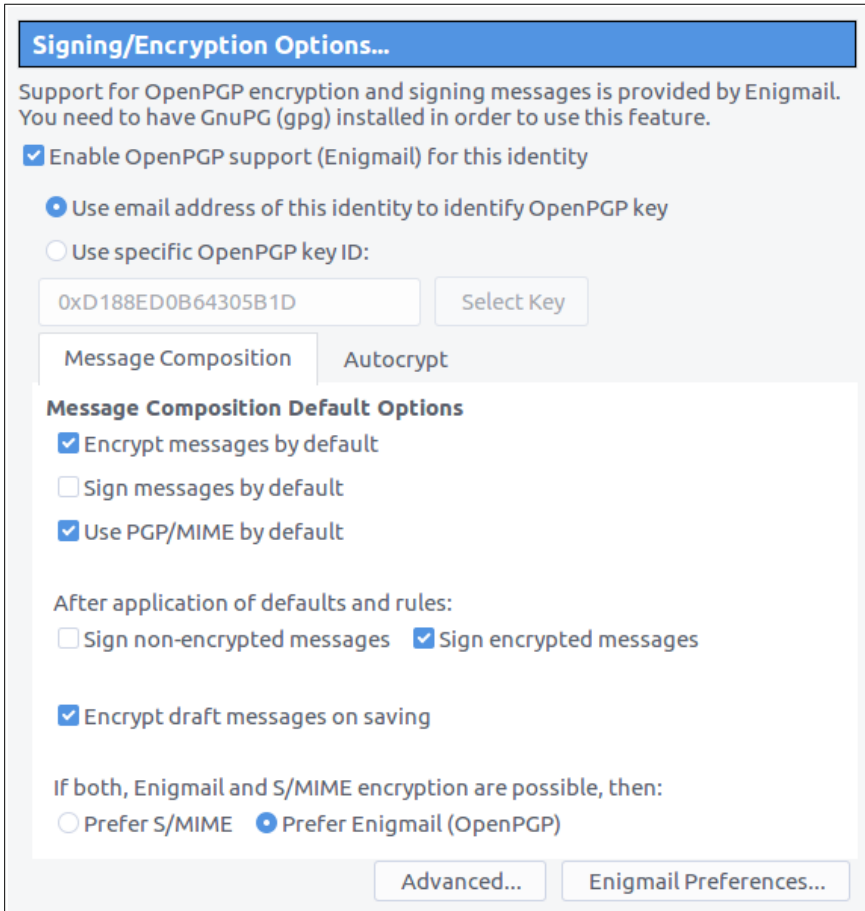 Signing/Encryption Options...
Support for OpenPGP encryption and signing messages is provided by Enigmail.
You need to have GnuPG (gpg) installed in order to use this feature.
Enable OpenPGP support (Enigmail) for this identity
Use email address of this identity to identify OpenPGP key
Use specific OpenPGP key ID:
0xD188ED0B64305B1D Select Key
Message Composition Autocrypt
Message Composition Default Options
Encrypt messages by default
Sign messages by default
Use PGP/MIME by default
After application of defaults and rules:
Sign non-encrypted messages Sign encrypted messages
Encrypt draft messages on saving
If both, Enigmail and S/MIME encryption are possible, then:
Prefer S/MIME Prefer Enigmail (OpenPGP)
Advanced... Enigmail Preferences...